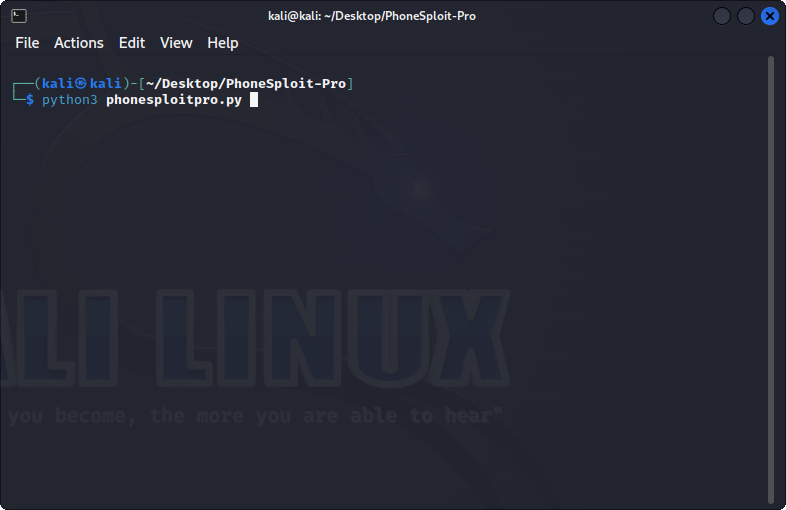 kali@kali: ~/Desktop/PhoneSploit-Pro
File Actions Edit View Help
┌──(kali㉿kali)-[~/Desktop/PhoneSploit-Pro]
└─$ python3 phonesploitpro.py
ALI LINUX
you become, the more you are able to hear"